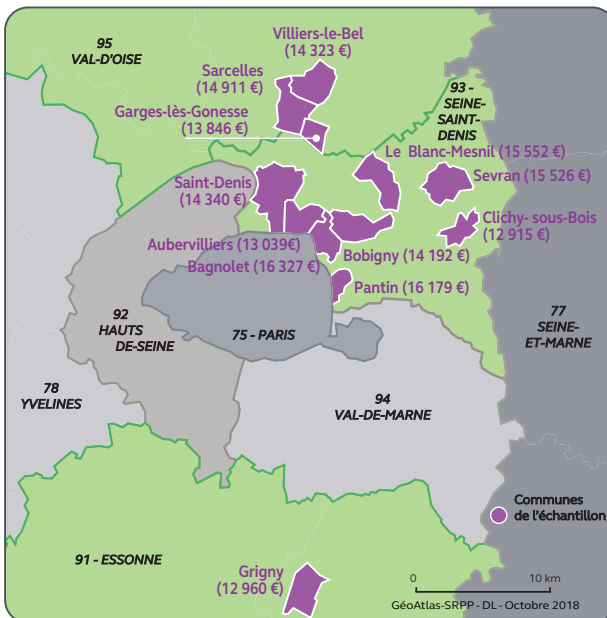 95
VAL-D'OISE
Villiers-le-Bel
(14 323 €)
Sarcelles
(14 911 €)
Garges-lès-Gonesse
(13 846 €)
93 -
SEINE-
SAINT-
DENIS
Le Blanc-Mesnil (15 552 €)
Saint-Denis
(14 340 €)
Sevran (15 526 €)
Clichy- sous-Bois
(12 915 €)
Aubervilliers (13 039€)
Bobigny (14 192 €)
Bagnolet (16 327 €)
Pantin (16 179 €)
92
HAUTS
DE-SEINE
75 - PARIS
77
SEINE-
ET-MARNE
78
YVELINES
94
VAL-DE-MARNE
Communes
de l'échantillon
91 - ESSONNE
Grigny
(12 960 €)
0 10 km
GéoAtlas-SRPP - DL - Octobre 2018